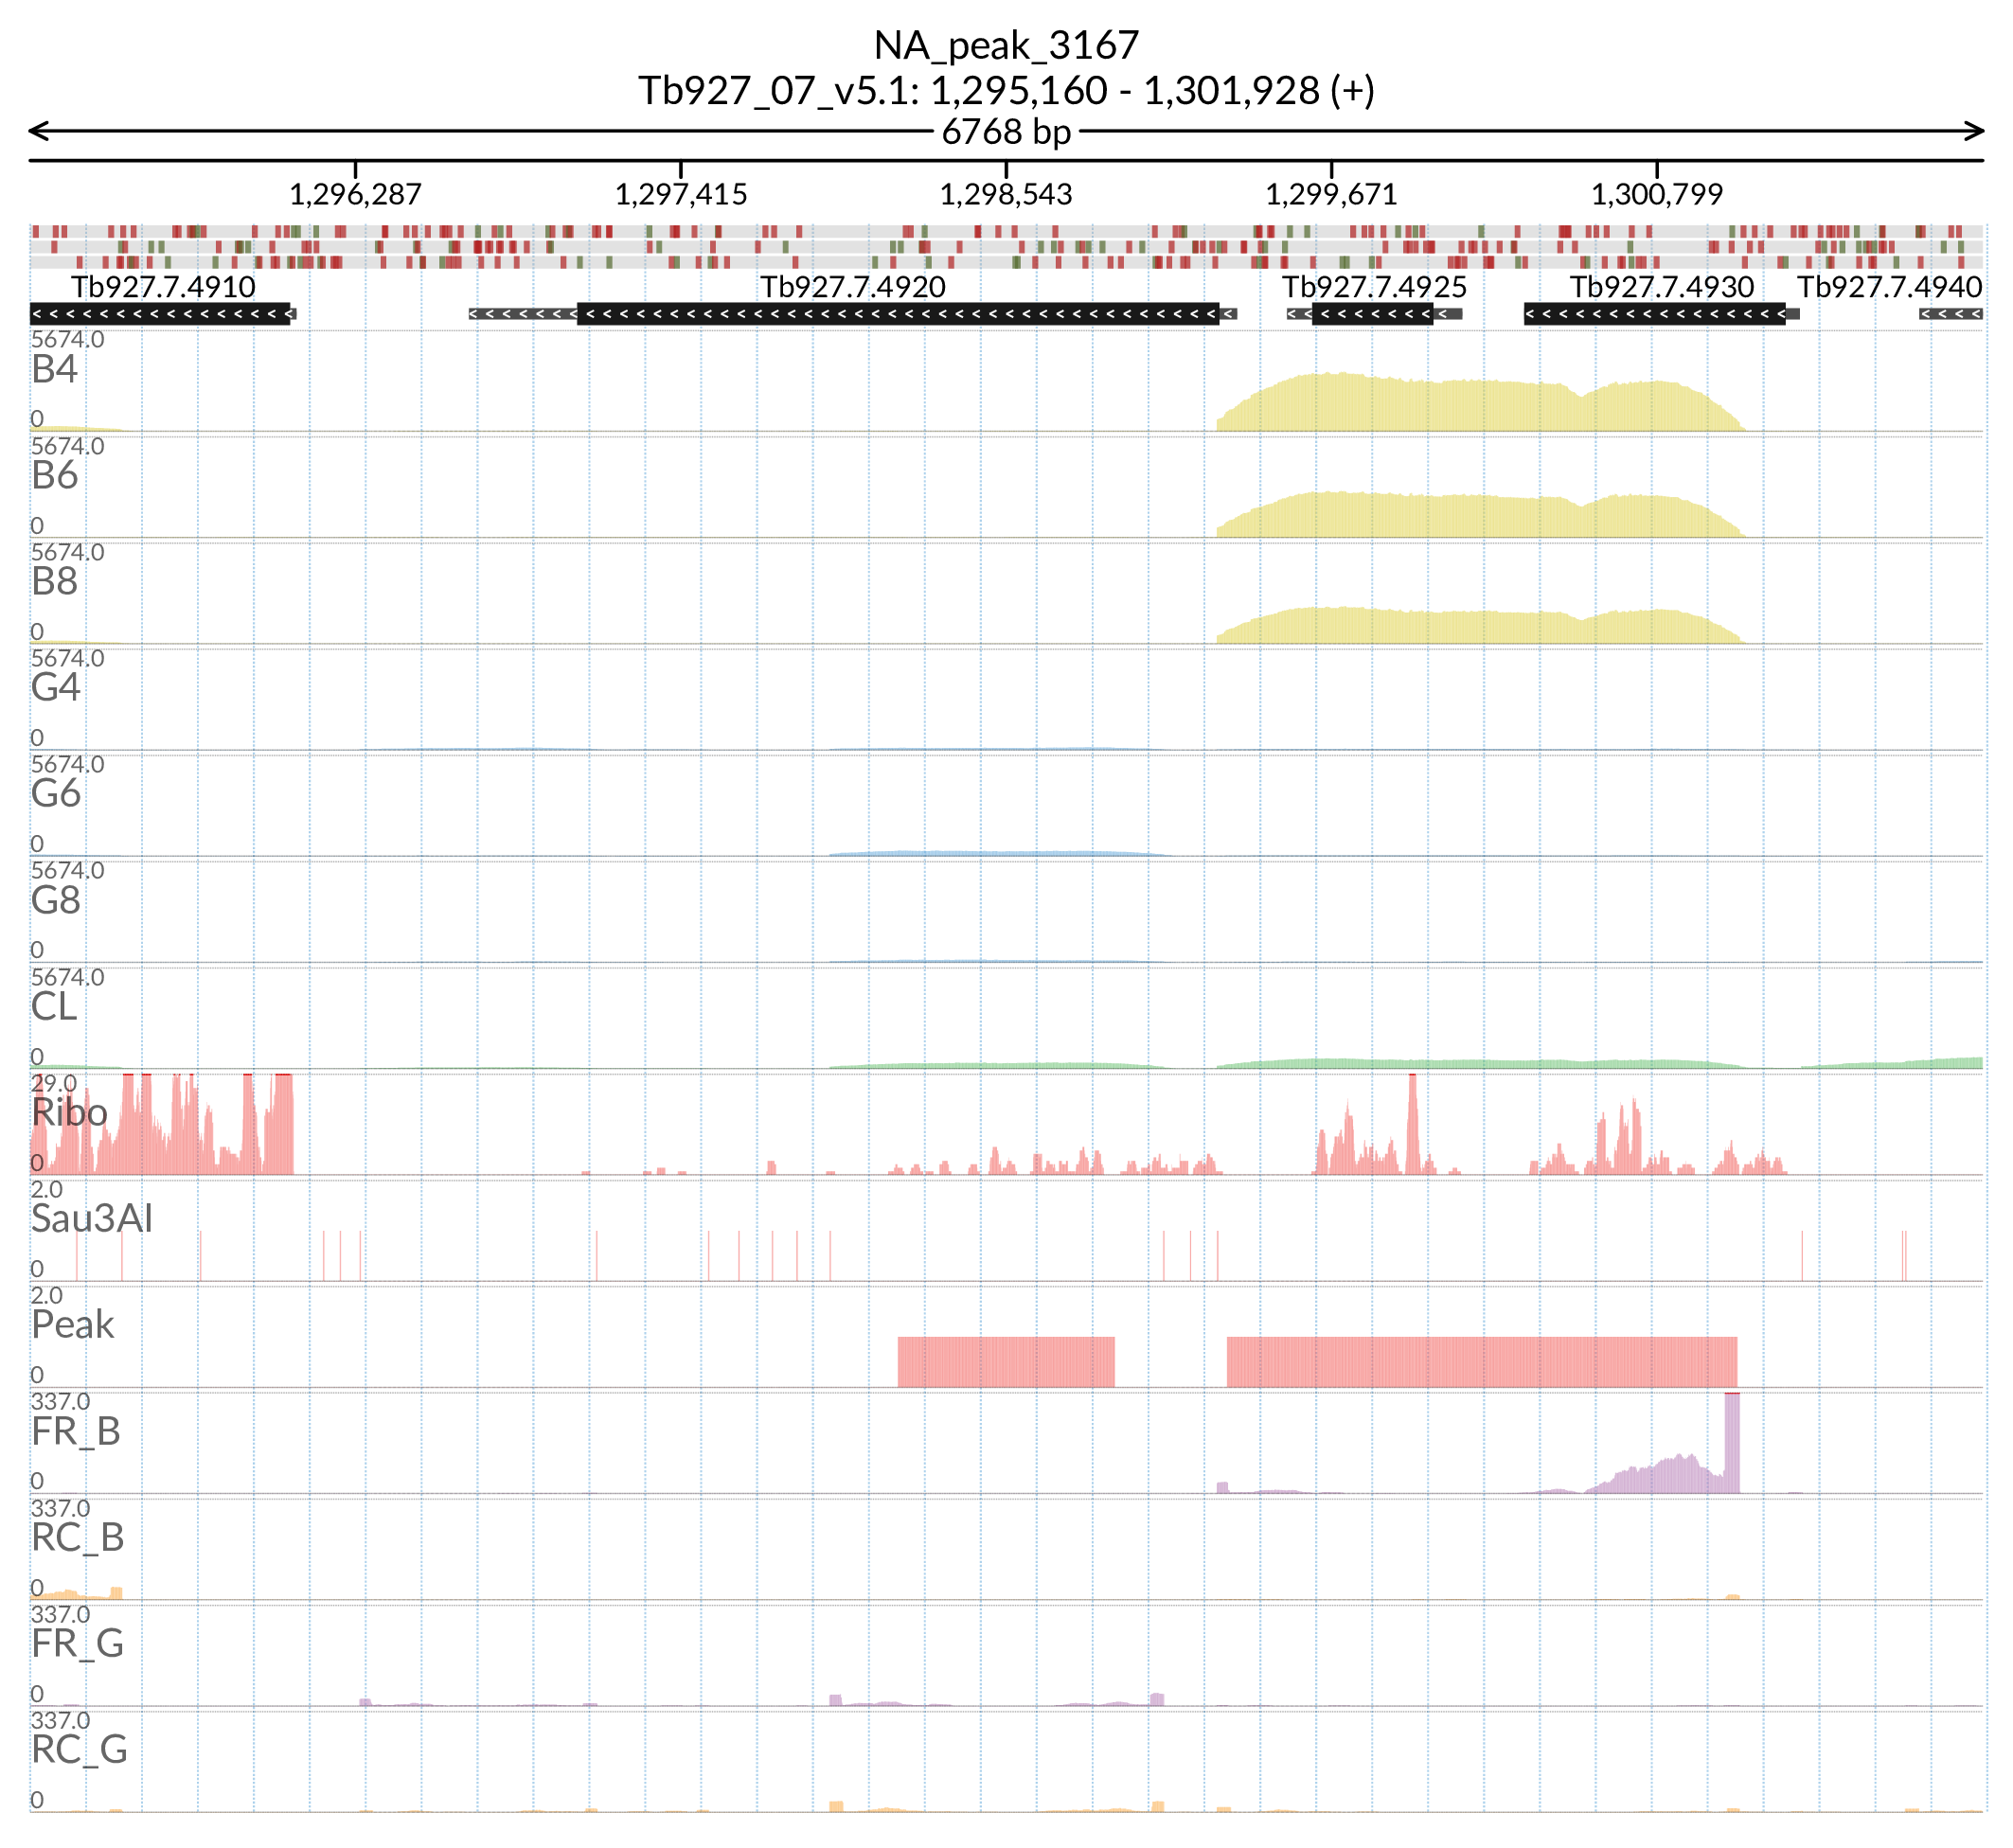 NA_peak_3167
Tb927_07_v5.1: 1,295,160 - 1,301,928 (+)
6768 bp
1,296,287 1,297,415 1,298,543 1,299,671 1,300,799
Tb927.7.4910 Tb927.7.4920 Tb927.7.4925 Tb927.7.4930 Tb927.7.4940
5674.0
B4
0
5674.0
B6
0
5674.0
B8
0
5674.0
G4
0
5674.0
G6
0
5674.0
G8
0
5674.0
CL
0
29.0
Ribo
0
2.0
Sau3AI
0
2.0
Peak
0
337.0
FR_B
0
337.0
RC_B
0
337.0
FR_G
0
337.0
RC_G
0